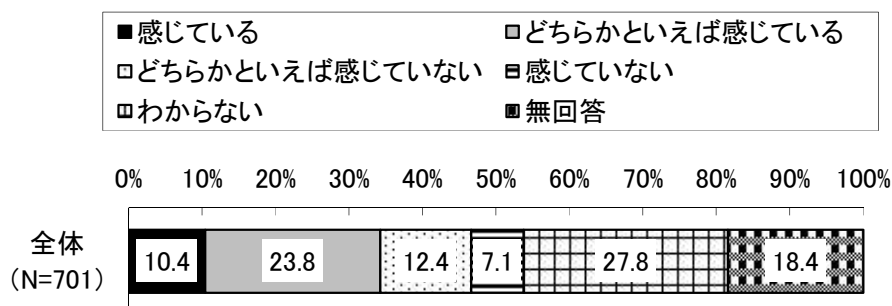 感じている どちらかといえば感じている
どちらかといえば感じていない 感じていない
わからない 無回答
0% 10% 20% 30% 40% 50% 60% 70% 80% 90% 100%
全体
(N=701)
10.4 23.8 12.4 7.1 27.8 18.4